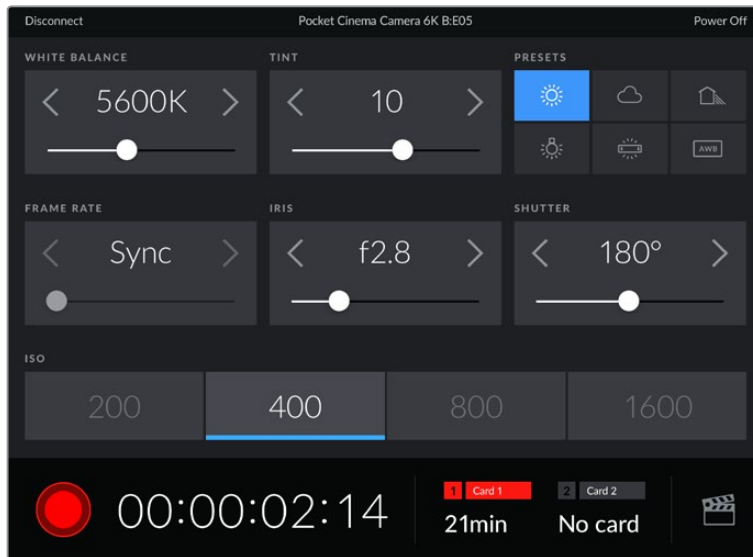 Disconnect Pocket Cinema Camera 6K B:E05 Power Off
WHITE BALANCE TINT PRESETS
5600K 10
AWB
FRAME RATE IRIS SHUTTER
Sync f2.8 180°
ISO
200 400 800 1600
1 Card 1 2 Card 2
00:00:02:14 21min No card